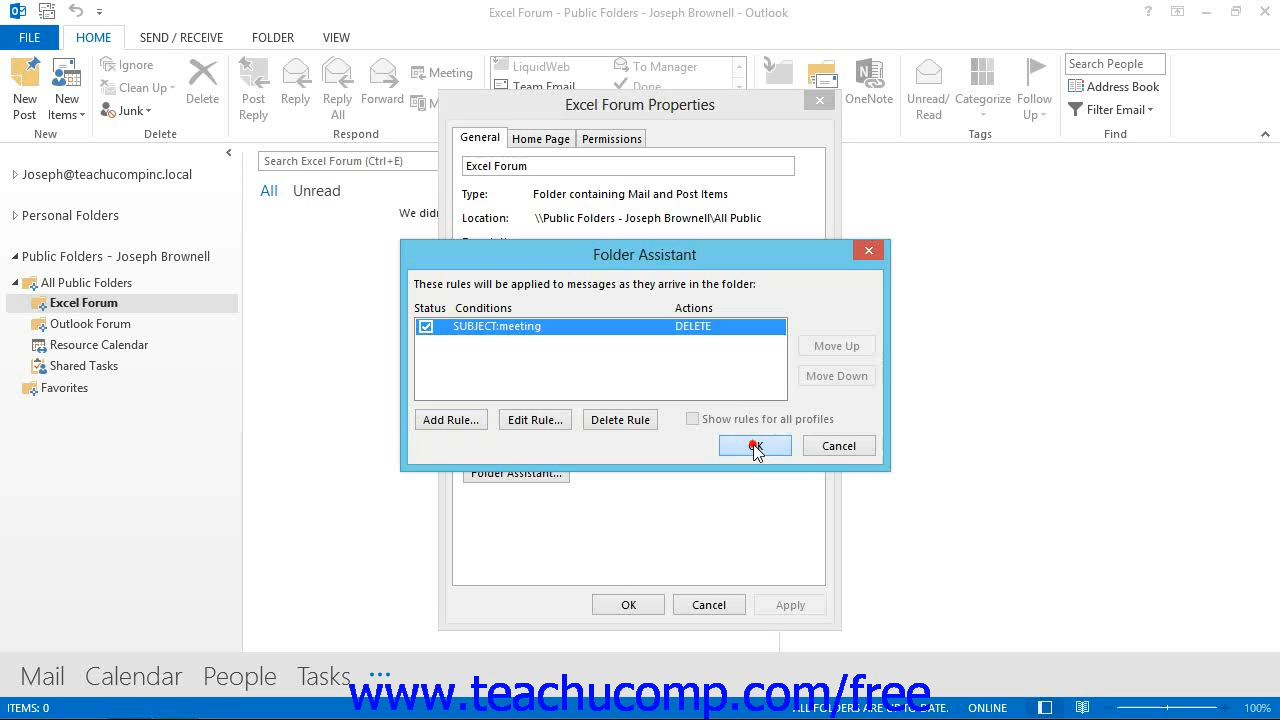 Excel Forum - Public Folders - Joseph Brownell - Outlook
FILE HOME SEND / RECEIVE FOLDER VIEW
New Post
New Items
Ignore
Clean Up
Junk
Delete
Post Reply
Reply
Reply All
Forward
Meeting
M
LiquidWeb
To Manager
Team Email
Done
OneNote
Unread/ Read
Categorize
Follow Up
Search People
Address Book
Filter Email
New Delete Respond Tags Find
Joseph@teachucompinc.local
Personal Folders
Public Folders - Joseph Brownell
All Public Folders
Excel Forum
Outlook Forum
Resource Calendar
Shared Tasks
Favorites
Search Excel Forum (Ctrl+E)
All Unread
We didn
Excel Forum Properties
General Home Page Permissions
Excel Forum
Type: Folder containing Mail and Post Items
Location: \\Public Folders - Joseph Brownell\All Public
Folder Assistant
These rules will be applied to messages as they arrive in the folder:
Status Conditions Actions
SUBJECT:meeting DELETE
Move Up
Move Down
Add Rule... Edit Rule... Delete Rule
Show rules for all profiles
OK Cancel
Folder Assistant...
OK Cancel Apply
Mail Calendar People Tasks ...
www.teachucomp.com/free
ITEMS: 0 ALL FOLDERS ARE UP TO DATE. ONLINE 100%